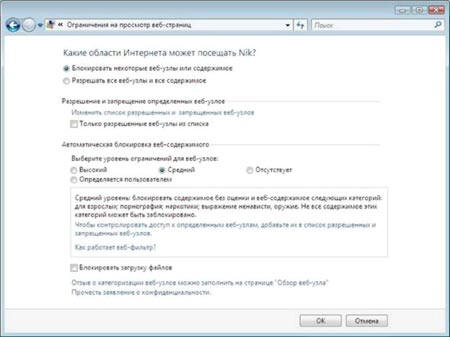 « Ограничения на просмотр веб-страниц
Поиск
Какие области Интернета может посещать Nik?
Блокировать некоторые веб-узлы или содержимое
Разрешать все веб-узлы и все содержимое
Разрешение и запрещение определенных веб-узлов
Изменить список разрешенных и запрещенных веб-узлов
Только разрешенные веб-узлы из списка
Автоматическая блокировка веб-содержимого
Выберите уровень ограничений для веб-узлов:
Высокий Средний Отсутствует
Определяется пользователем
Средний уровень: блокировать содержимое без оценки и веб-содержимое следующих категорий:
для взрослых; порнография; наркотики; выражение ненависти, оружие. Не все содержимое этих
категорий может быть заблокировано.
Чтобы контролировать доступ к определенным веб-узлам, добавьте их в список разрешенных и
запрещенных веб-узлов.
Как работает веб-фильтр?
Блокировать загрузку файлов
Отзыв о категоризации веб-узлов можно заполнить на странице "Обзор веб-узла"
Прочесть заявление о конфиденциальности.
ОК Отмена